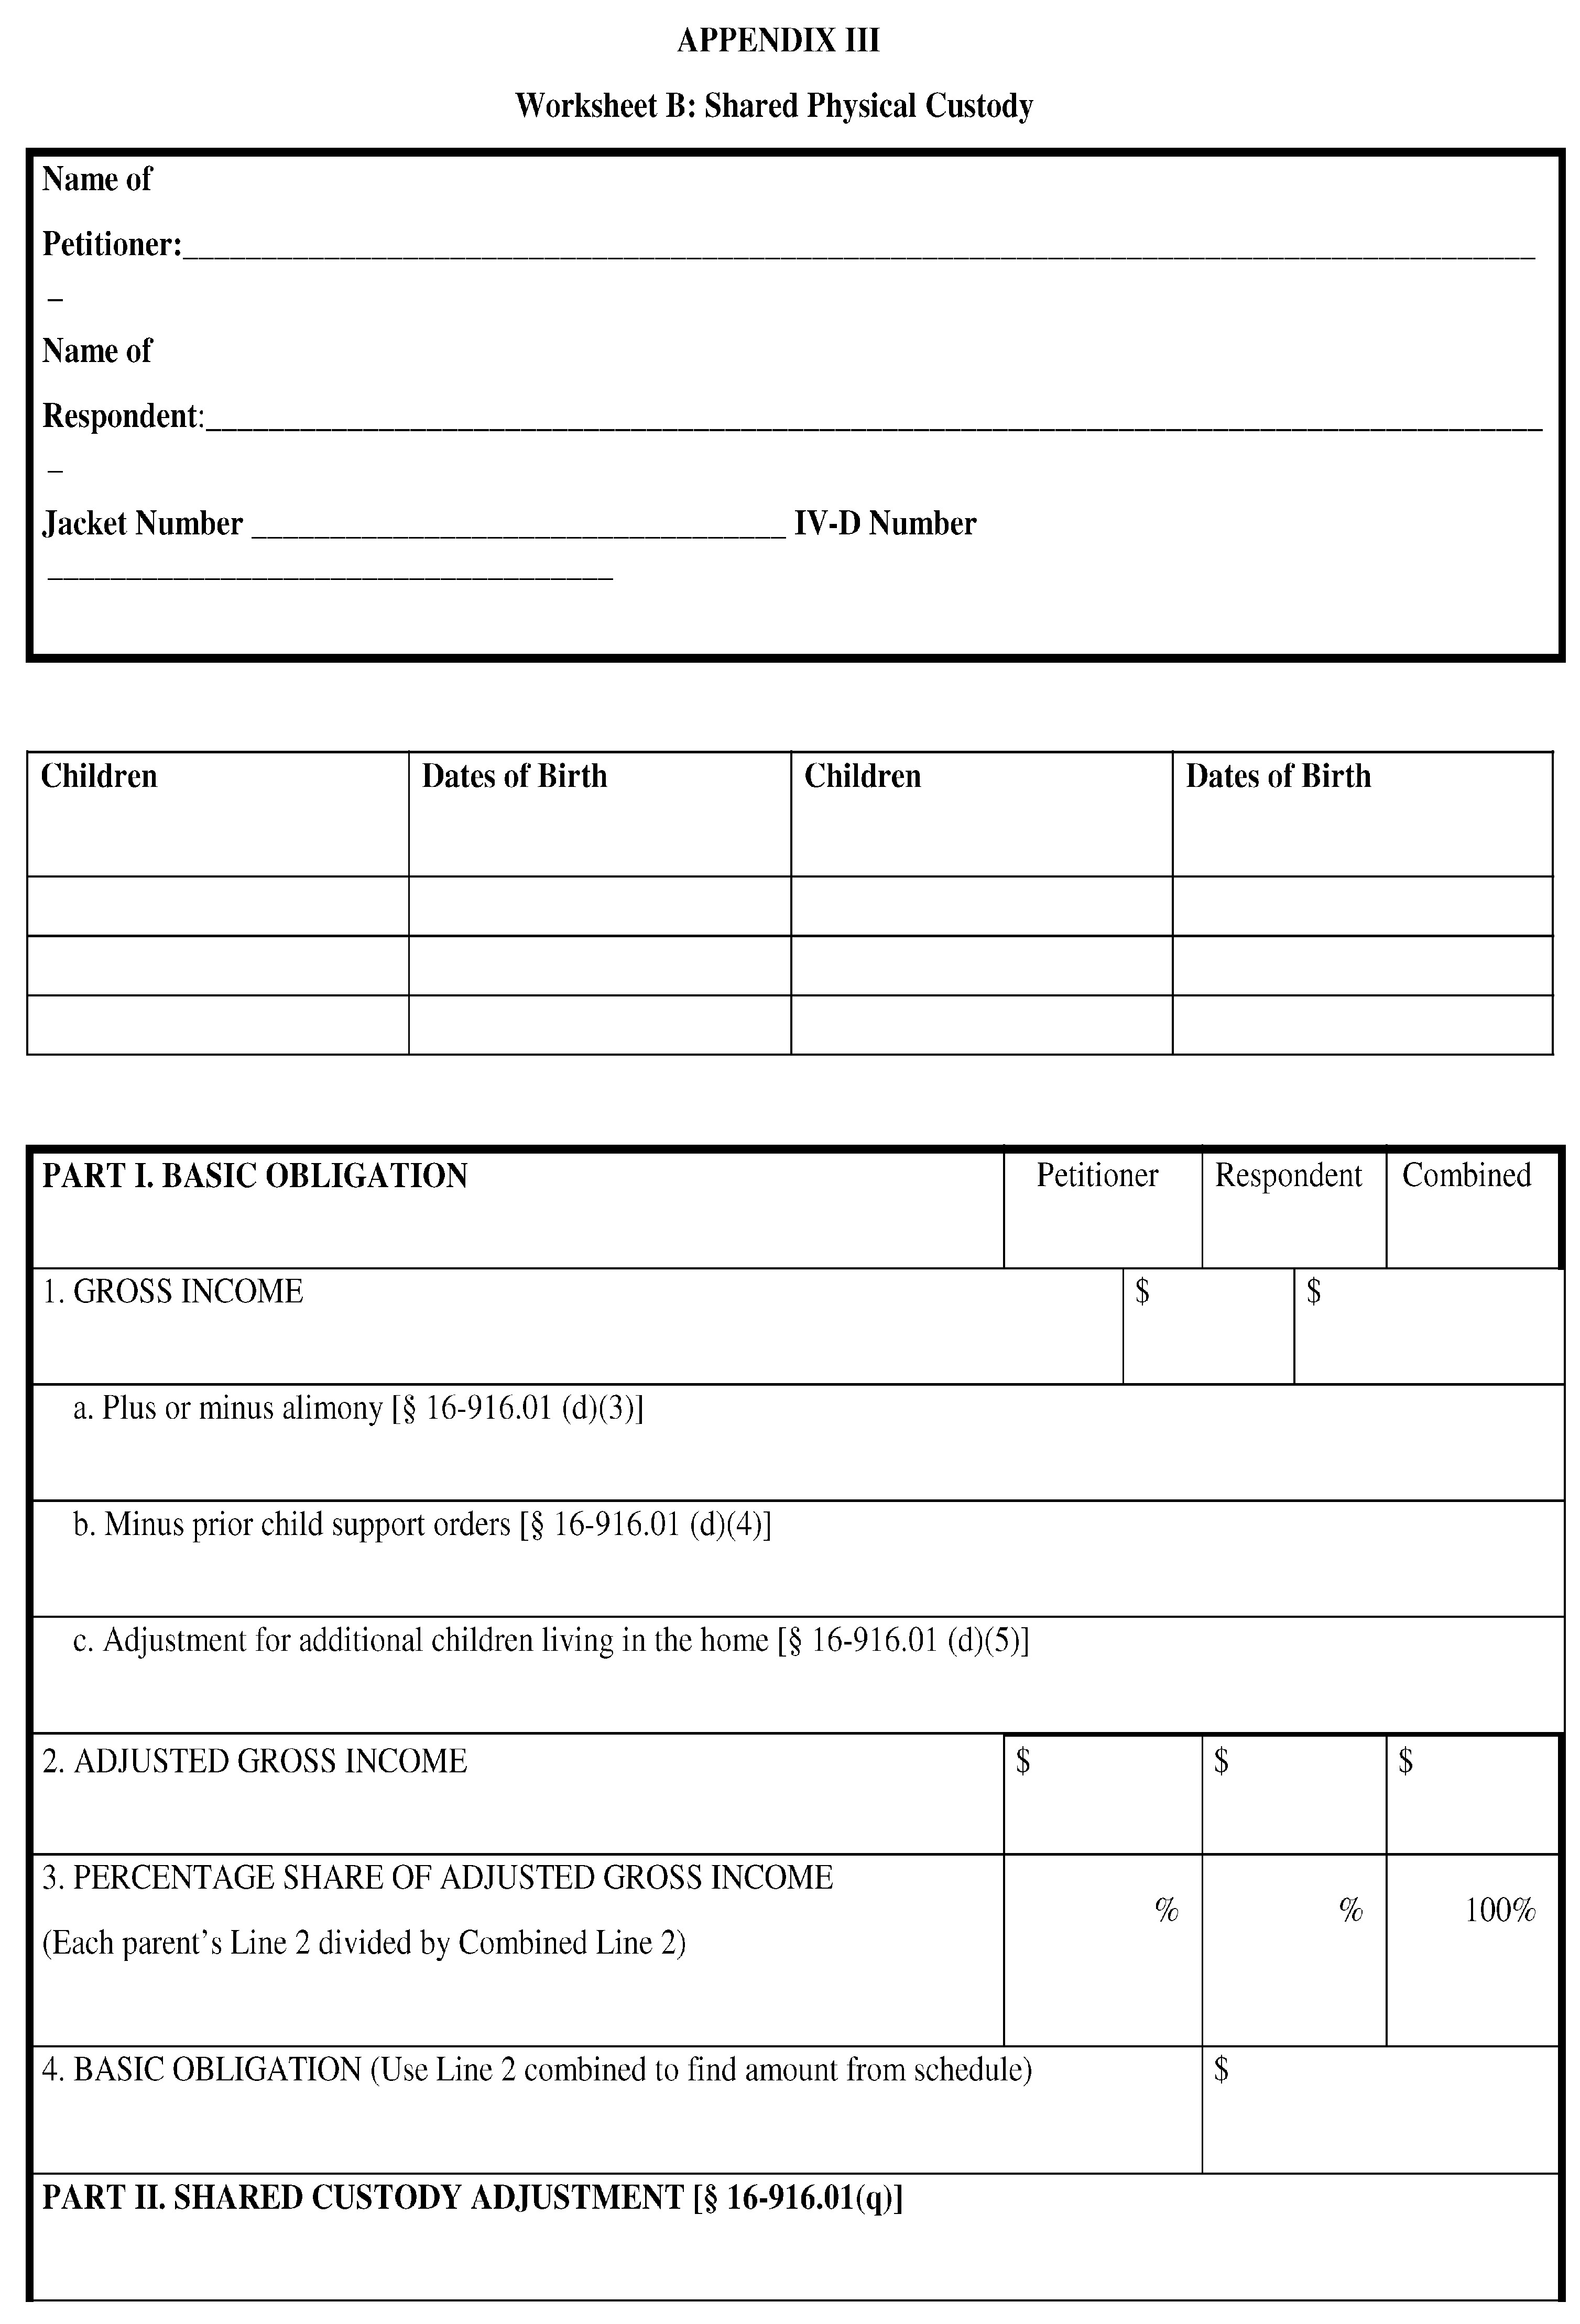 APPENDIX III
Worksheet B: Shared Physical Custody
Name of
Petitioner:______________________________________________________________________________________
_
Name of
Respondent:_____________________________________________________________________________________
_
Jacket Number __________________________________ IV-D Number
____________________________________
Children Dates of Birth Children Dates of Birth
PART I. BASIC OBLIGATION Petitioner Respondent Combined
1. GROSS INCOME $ $
a. Plus or minus alimony [§ 16-916.01 (d)(3)]
b. Minus prior child support orders [§ 16-916.01 (d)(4)]
c. Adjustment for additional children living in the home [§ 16-916.01 (d)(5)]
2. ADJUSTED GROSS INCOME $ $ $
3. PERCENTAGE SHARE OF ADJUSTED GROSS INCOME
% % 100%
(Each parent’s Line 2 divided by Combined Line 2)
4. BASIC OBLIGATION (Use Line 2 combined to find amount from schedule) $
PART II. SHARED CUSTODY ADJUSTMENT [§ 16-916.01(q)]